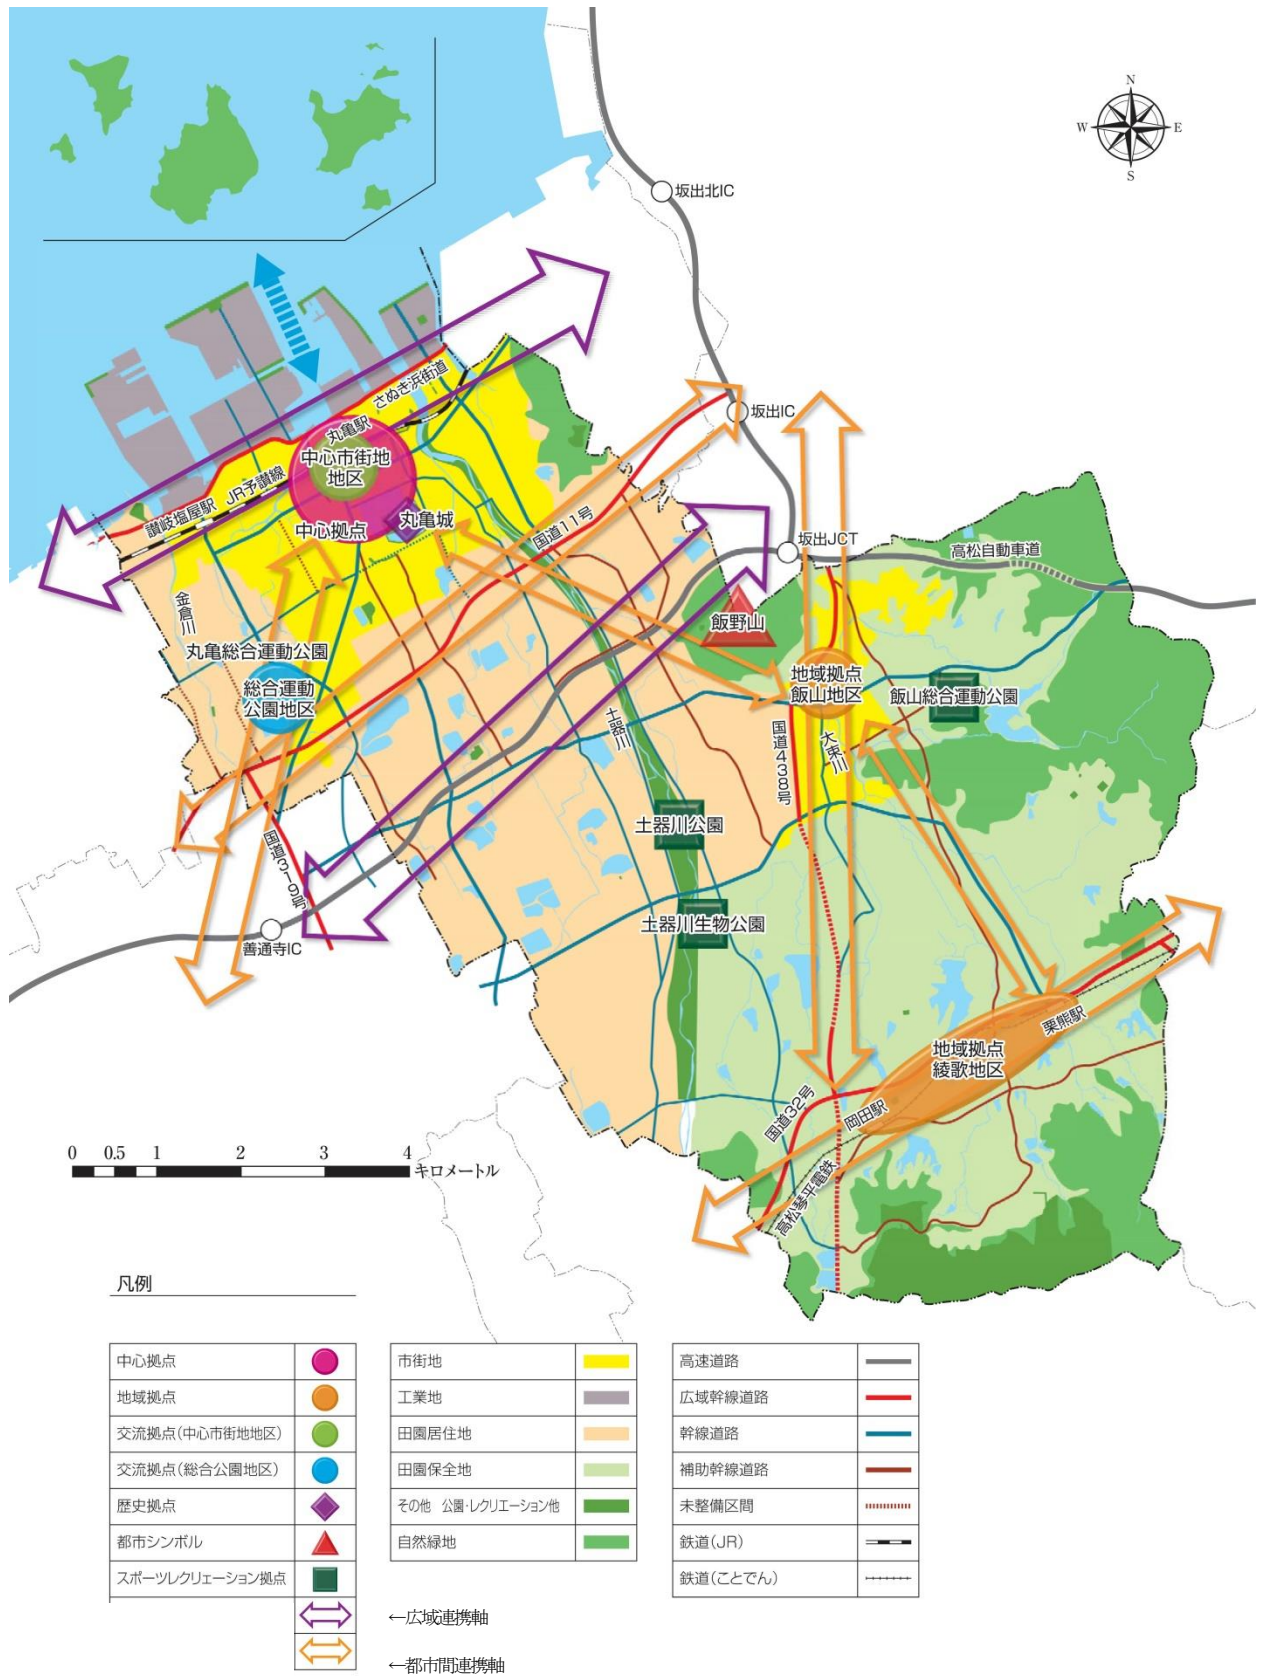 N
W
E
S
坂出北IC
坂出IC
さぬき浜街道
丸亀駅
中心市街地
地区
讃岐塩屋駅
JR予讃線
中心拠点
丸亀城
国道11号
坂出JCT
高松自動車道
金倉川
丸亀総合運動公園
総合運動
公園地区
飯野山
地域拠点
飯山地区
飯山総合運動公園
土器川
国道438号
大束川
土器川公園
国道319号
善通寺IC
土器川生物公園
栗熊駅
地域拠点
綾歌地区
国道32号
岡田駅
高松琴平電鉄
0 0.5 1 2 3 4 キロメートル
凡例
中心拠点
地域拠点
交流拠点(中心市街地地区)
交流拠点(総合公園地区)
歴史拠点
都市シンボル
スポーツレクリェーション拠点
←広域連携軸
←都市間連携軸
市街地
工業地
田園居住地
田園保全地
その他 公園・レクリエーション他
自然緑地
高速道路
広域幹線道路
幹線道路
補助幹線道路
未整備区間
鉄道(JR)
鉄道(ことでん)